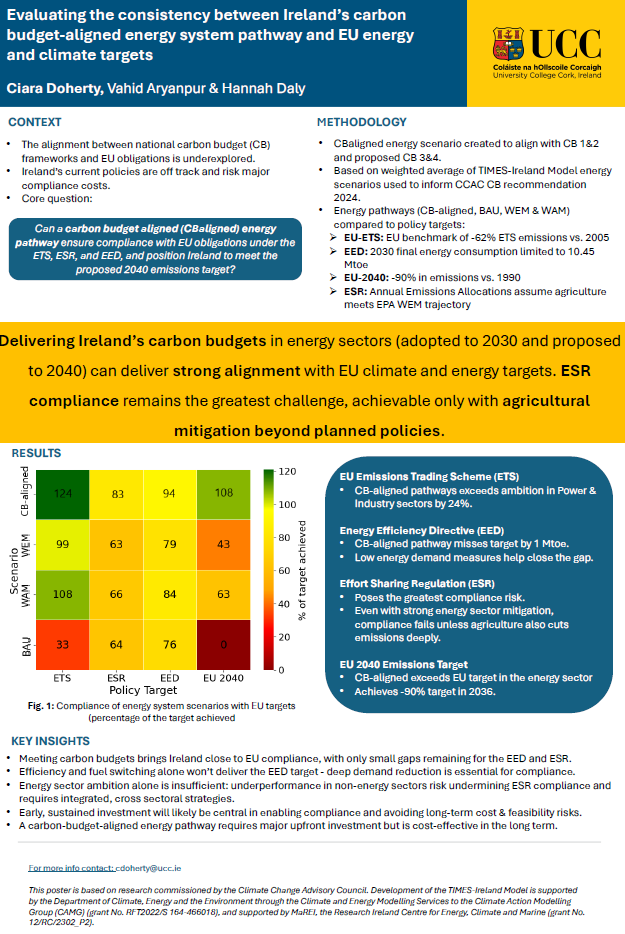 Evaluating the consistency between Ireland's carbon
budget-aligned energy system pathway and EU energy
and climate targets
Ciara Doherty, Vahid Aryanpur & Hannah Daly
UCC
Coláiste na hOllscoile Corcaigh
University College Cork, Ireland
CONTEXT
• The alignment between national carbon budget (CB)
frameworks and EU obligations is underexplored.
• Ireland's current policies are off track and risk major
compliance costs.
• Core question:
Can a carbon budget aligned (CBaligned) energy
pathway ensure compliance with EU obligations under the
ETS, ESR, and EED, and position Ireland to meet the
proposed 2040 emissions target?
METHODOLOGY
• CBaligned energy scenario created to align with CB 1&2
and proposed CB 3&4.
• Based on weighted average of TIMES-Ireland Model energy
scenarios used to inform CCAC CB recommendation
2024.
• Energy pathways (CB-aligned, BAU, WEM & WAM)
compared to policy targets:
➢ EU-ETS: EU benchmark of -62% ETS emissions vs. 2005
➢ EED: 2030 final energy consumption limited to 10.45
Mtoe
➢ EU-2040: -90% in emissions vs. 1990
➢ ESR: Annual Emissions Allocations assume agriculture
meets EPA WEM trajectory
Delivering Ireland's carbon budgets in energy sectors (adopted to 2030 and proposed
to 2040) can deliver strong alignment with EU climate and energy targets. ESR
compliance remains the greatest challenge, achievable only with agricultural
mitigation beyond planned policies.
RESULTS
Scenario
CB-aligned
124 83 94 108
WEM
99 63 79 43
WAM
108 66 84 63
BAU
33 64 76 0
ETS ESR EED EU 2040
Policy Target
120
100
80
60
40
20
0
% of target achieved
Fig. 1: Compliance of energy system scenarios with EU targets
(percentage of the target achieved
EU Emissions Trading Scheme (ETS)
• CB-aligned pathways exceeds ambition in Power &
Industry sectors by 24%.
Energy Efficiency Directive (EED)
• CB-aligned pathway misses target by 1 Mtoe.
• Low energy demand measures help close the gap.
Effort Sharing Regulation (ESR)
• Poses the greatest compliance risk.
• Even with strong energy sector mitigation,
compliance fails unless agriculture also cuts
emissions deeply.
EU 2040 Emissions Target
• CB-aligned exceeds EU target in the energy sector
• Achieves -90% target in 2036.
KEY INSIGHTS
• Meeting carbon budgets brings Ireland close to EU compliance, with only small gaps remaining for the EED and ESR.
• Efficiency and fuel switching alone won't deliver the EED target - deep demand reduction is essential for compliance.
• Energy sector ambition alone is insufficient: underperformance in non-energy sectors risk undermining ESR compliance and
requires integrated, cross sectoral strategies.
• Early, sustained investment will likely be central in enabling compliance and avoiding long-term cost & feasibility risks.
• A carbon-budget-aligned energy pathway requires major upfront investment but is cost-effective in the long term.
For more info contact: cdoherty@ucc.ie
This poster is based on research commissioned by the Climate Change Advisory Council. Development of the TIMES-Ireland Model is supported
by the Department of Climate, Energy and the Environment through the Climate and Energy Modelling Services to the Climate Action Modelling
Group (CAMG) (grant No. RFT2022/S 164-466018), and supported by MaREI, the Research Ireland Centre for Energy, Climate and Marine (grant No.
12/RC/2302_P2).